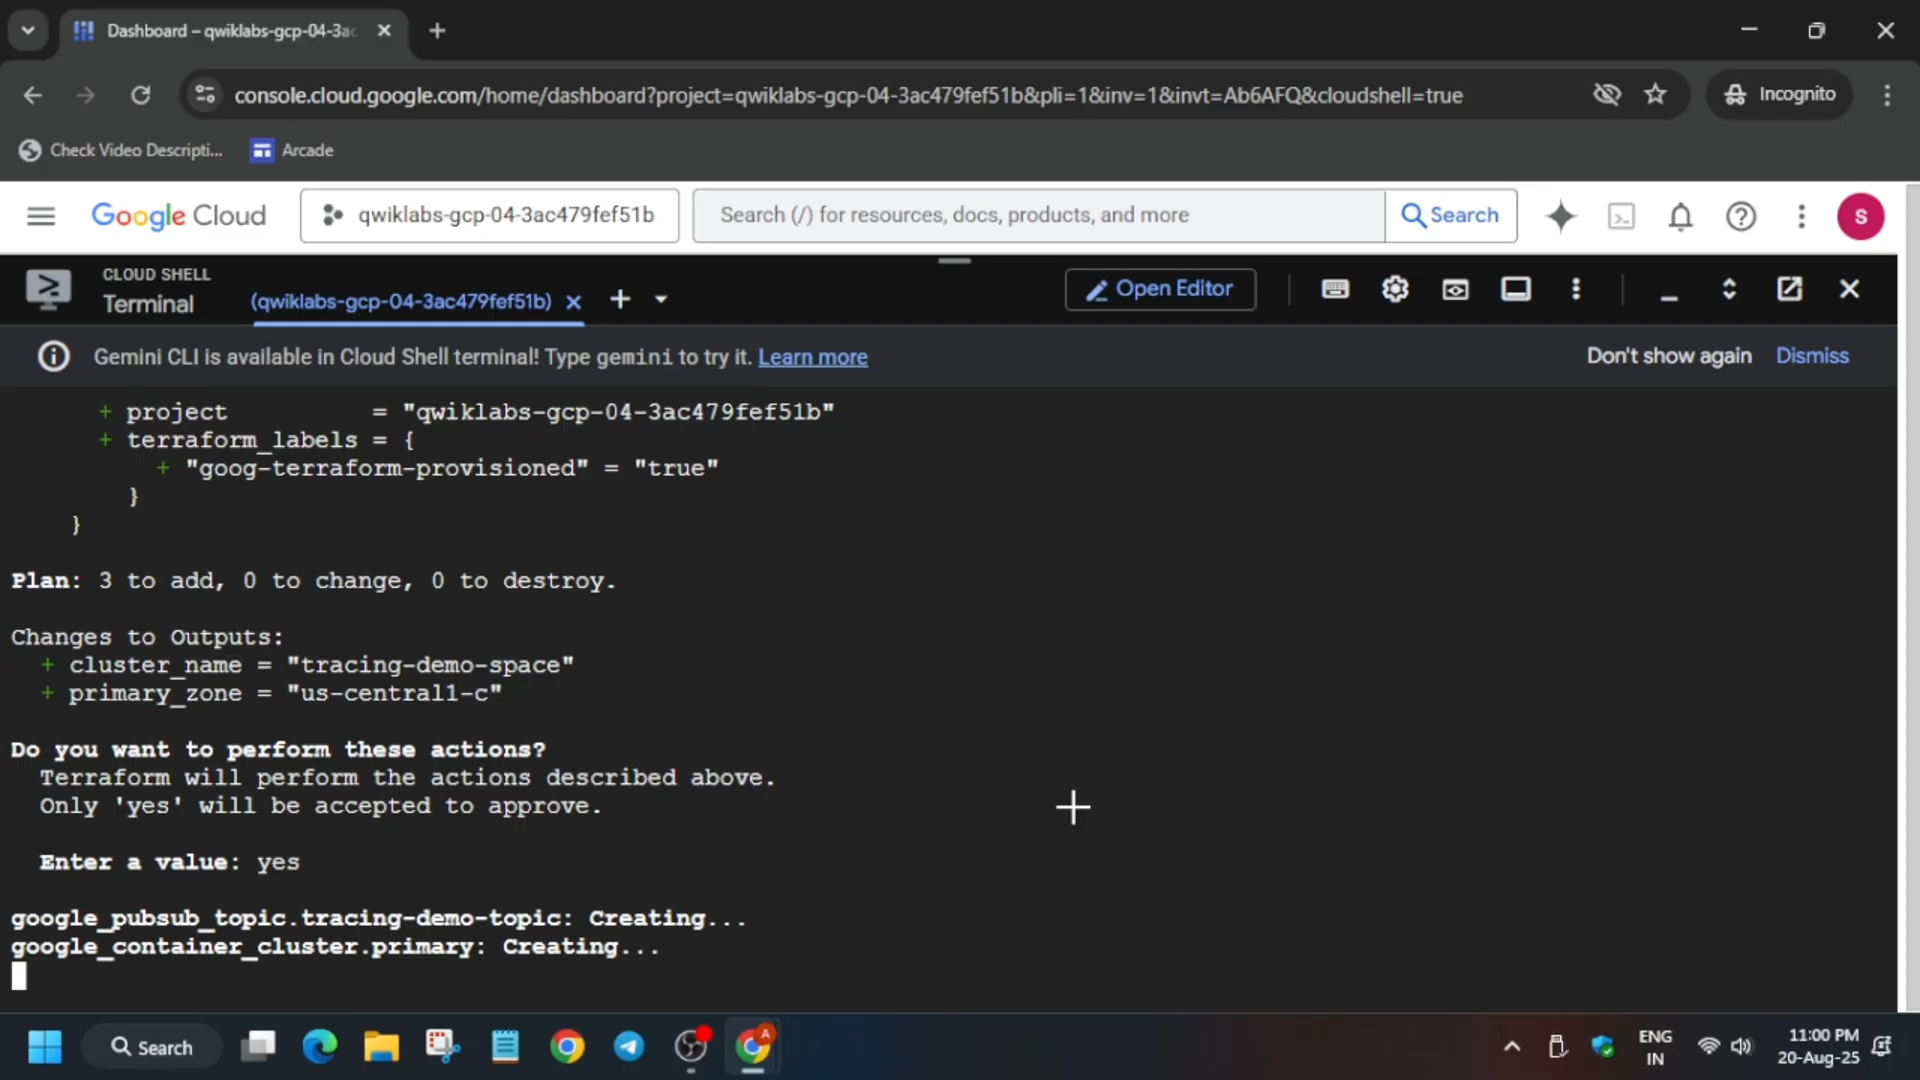 Dashboard – qwiklabs-gcp-04-3ac
console.cloud.google.com/home/dashboard?project=qwiklabs-gcp-04-3ac479fef51b&pli=1&inv=1&invt=Ab6AFQ&cloudshell=true
Incognito
Check Video Descripti...
Arcade
Google Cloud
qwiklabs-gcp-04-3ac479fef51b
Search (/) for resources, docs, products, and more
Search
S
CLOUD SHELL
Terminal
(qwiklabs-gcp-04-3ac479fef51b)
Open Editor
Gemini CLI is available in Cloud Shell terminal! Type gemini to try it. Learn more
Don't show again
Dismiss
+ project = "qwiklabs-gcp-04-3ac479fef51b"
+ terraform_labels = {
+ "goog-terraform-provisioned" = "true"
}
}
Plan: 3 to add, 0 to change, 0 to destroy.
Changes to Outputs:
+ cluster_name = "tracing-demo-space"
+ primary_zone = "us-central1-c"
Do you want to perform these actions?
Terraform will perform the actions described above.
Only 'yes' will be accepted to approve.
Enter a value: yes
google_pubsub_topic.tracing-demo-topic: Creating...
google_container_cluster.primary: Creating...
Search
A
ENG
IN
11:00 PM
20-Aug-25